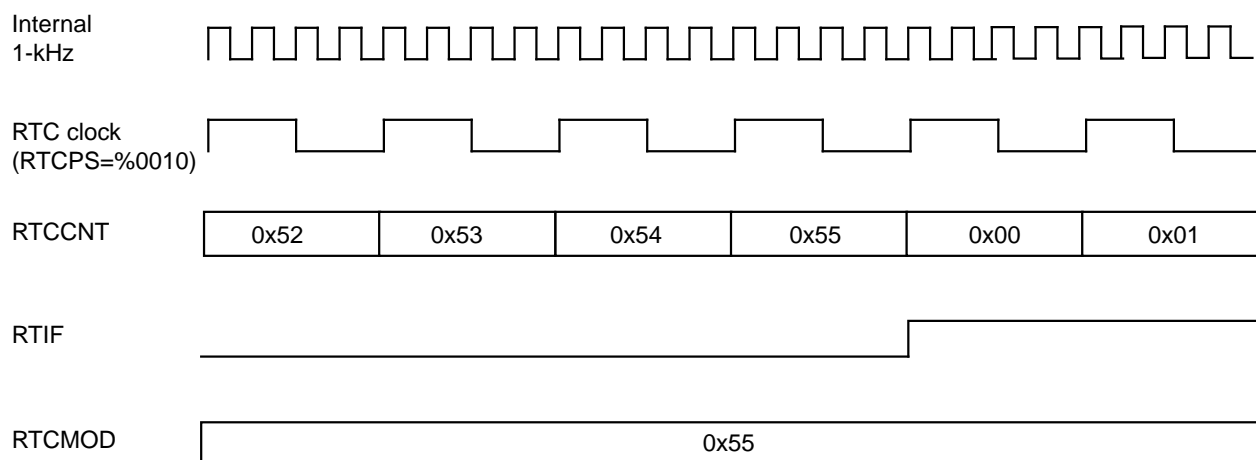 Internal
1-kHz
RTC clock
(RTCPS=%0010)
RTCCNT
0x52 0x53 0x54 0x55 0x00 0x01
RTIF
RTCMOD
0x55